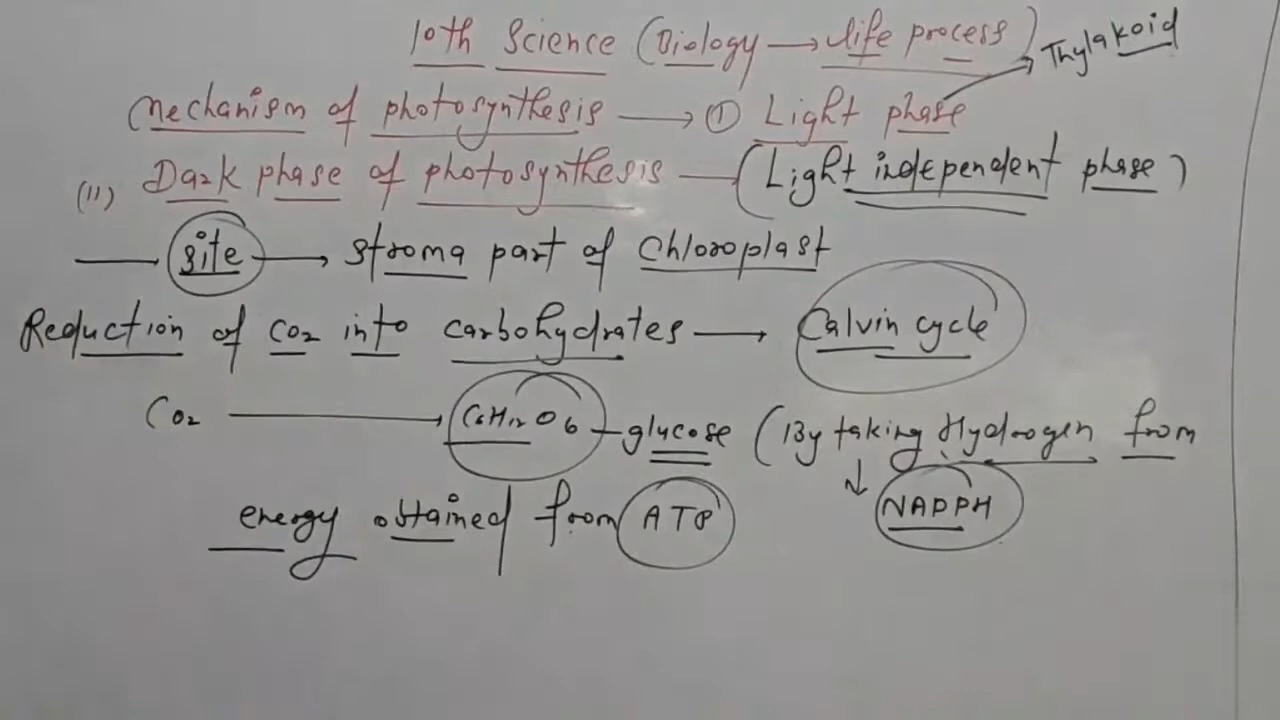 10th Science (Biology → life process)
Thylakoid
Mechanism of photosynthesis → ① Light phase
(11) Dark phase of photosynthesis — (Light independent phase)
→ site → stroma part of Chloroplast
Reduction of CO2 into carbohydrates → Calvin cycle
CO2 → C6H12O6 – glucose (By taking Hydrogen from
↓ NADPH
energy obtained from ATP